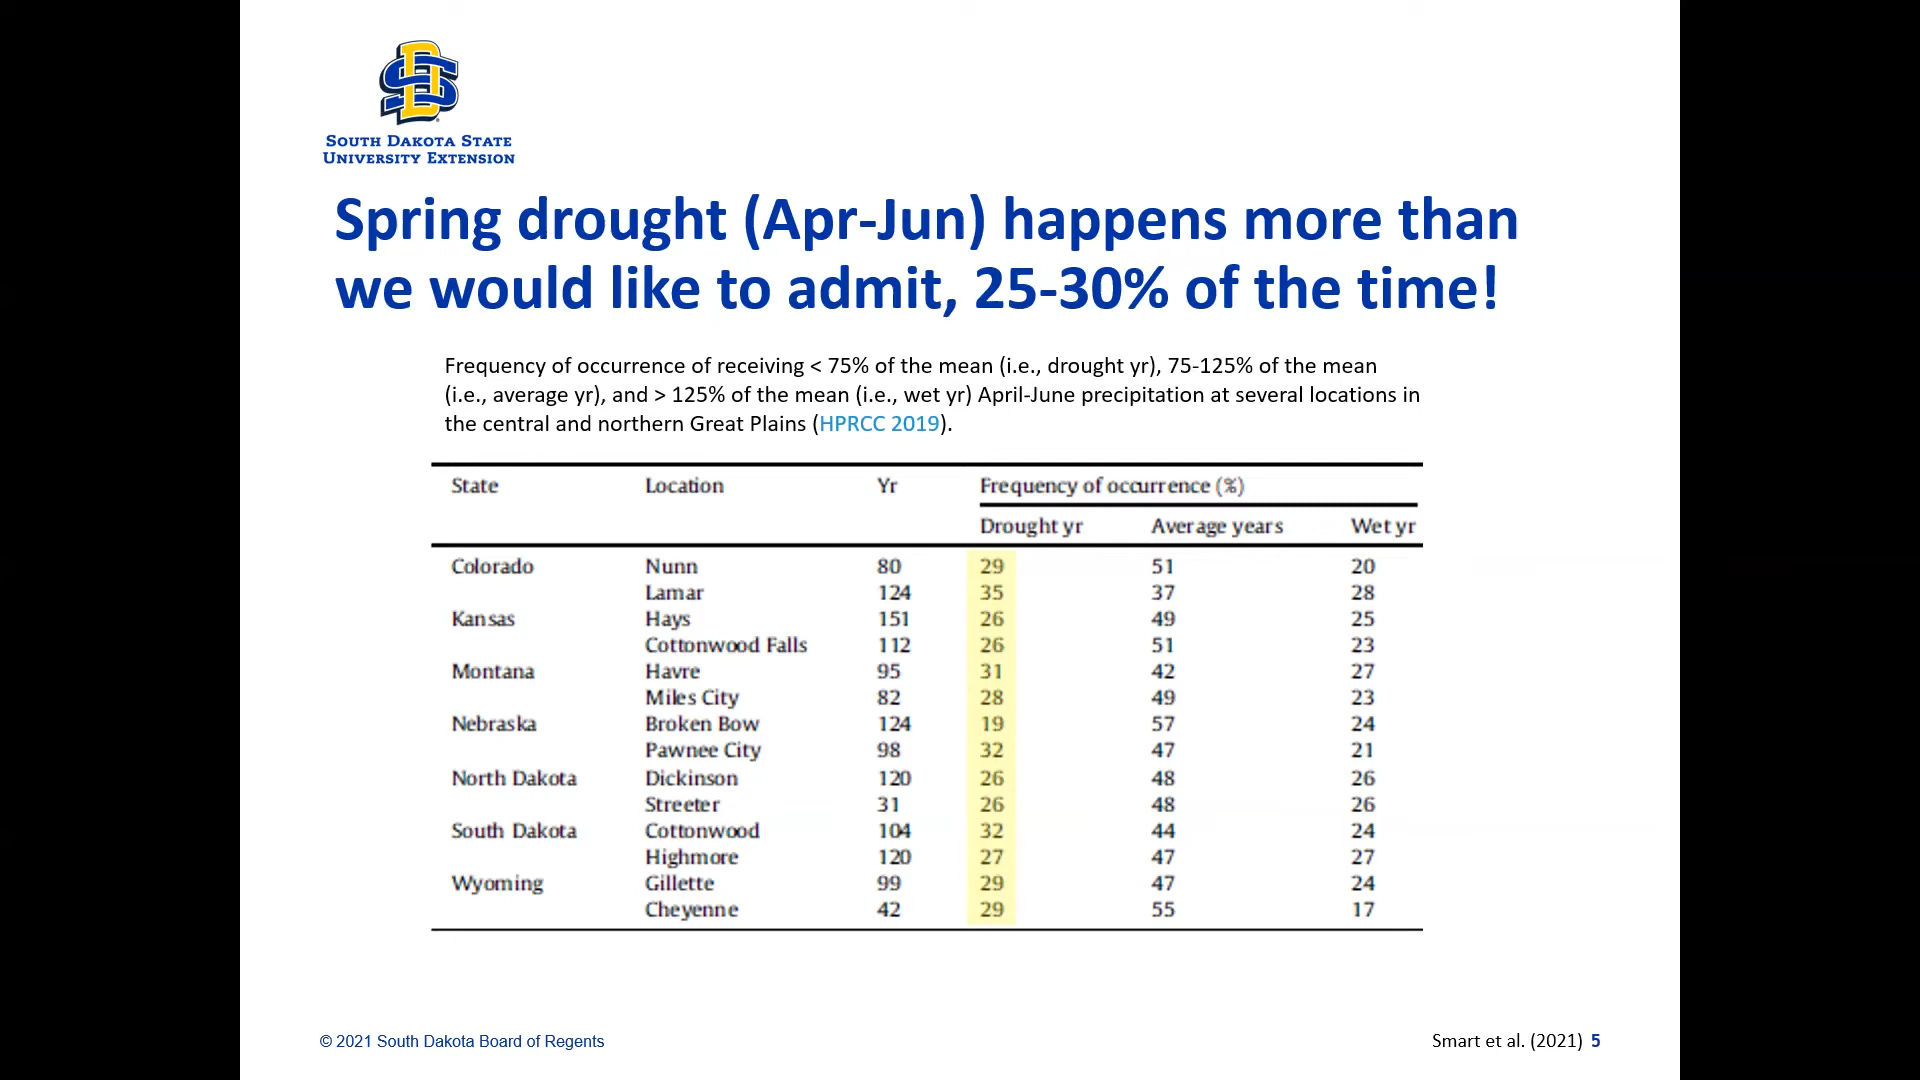 SOUTH DAKOTA STATE
UNIVERSITY EXTENSION
Spring drought (Apr-Jun) happens more than
we would like to admit, 25-30% of the time!
Frequency of occurrence of receiving < 75% of the mean (i.e., drought yr), 75-125% of the mean
(i.e., average yr), and > 125% of the mean (i.e., wet yr) April-June precipitation at several locations in
the central and northern Great Plains (HPRCC 2019).
State Location Yr Frequency of occurrence (%)
Drought yr Average years Wet yr
Colorado Nunn 80 29 51 20
Lamar 124 35 37 28
Kansas Hays 151 26 49 25
Cottonwood Falls 112 26 51 23
Montana Havre 95 31 42 27
Miles City 82 28 49 23
Nebraska Broken Bow 124 19 57 24
Pawnee City 98 32 47 21
North Dakota Dickinson 120 26 48 26
Streeter 31 26 48 26
South Dakota Cottonwood 104 32 44 24
Highmore 120 27 47 27
Wyoming Gillette 99 29 47 24
Cheyenne 42 29 55 17
© 2021 South Dakota Board of Regents
Smart et al. (2021) 5